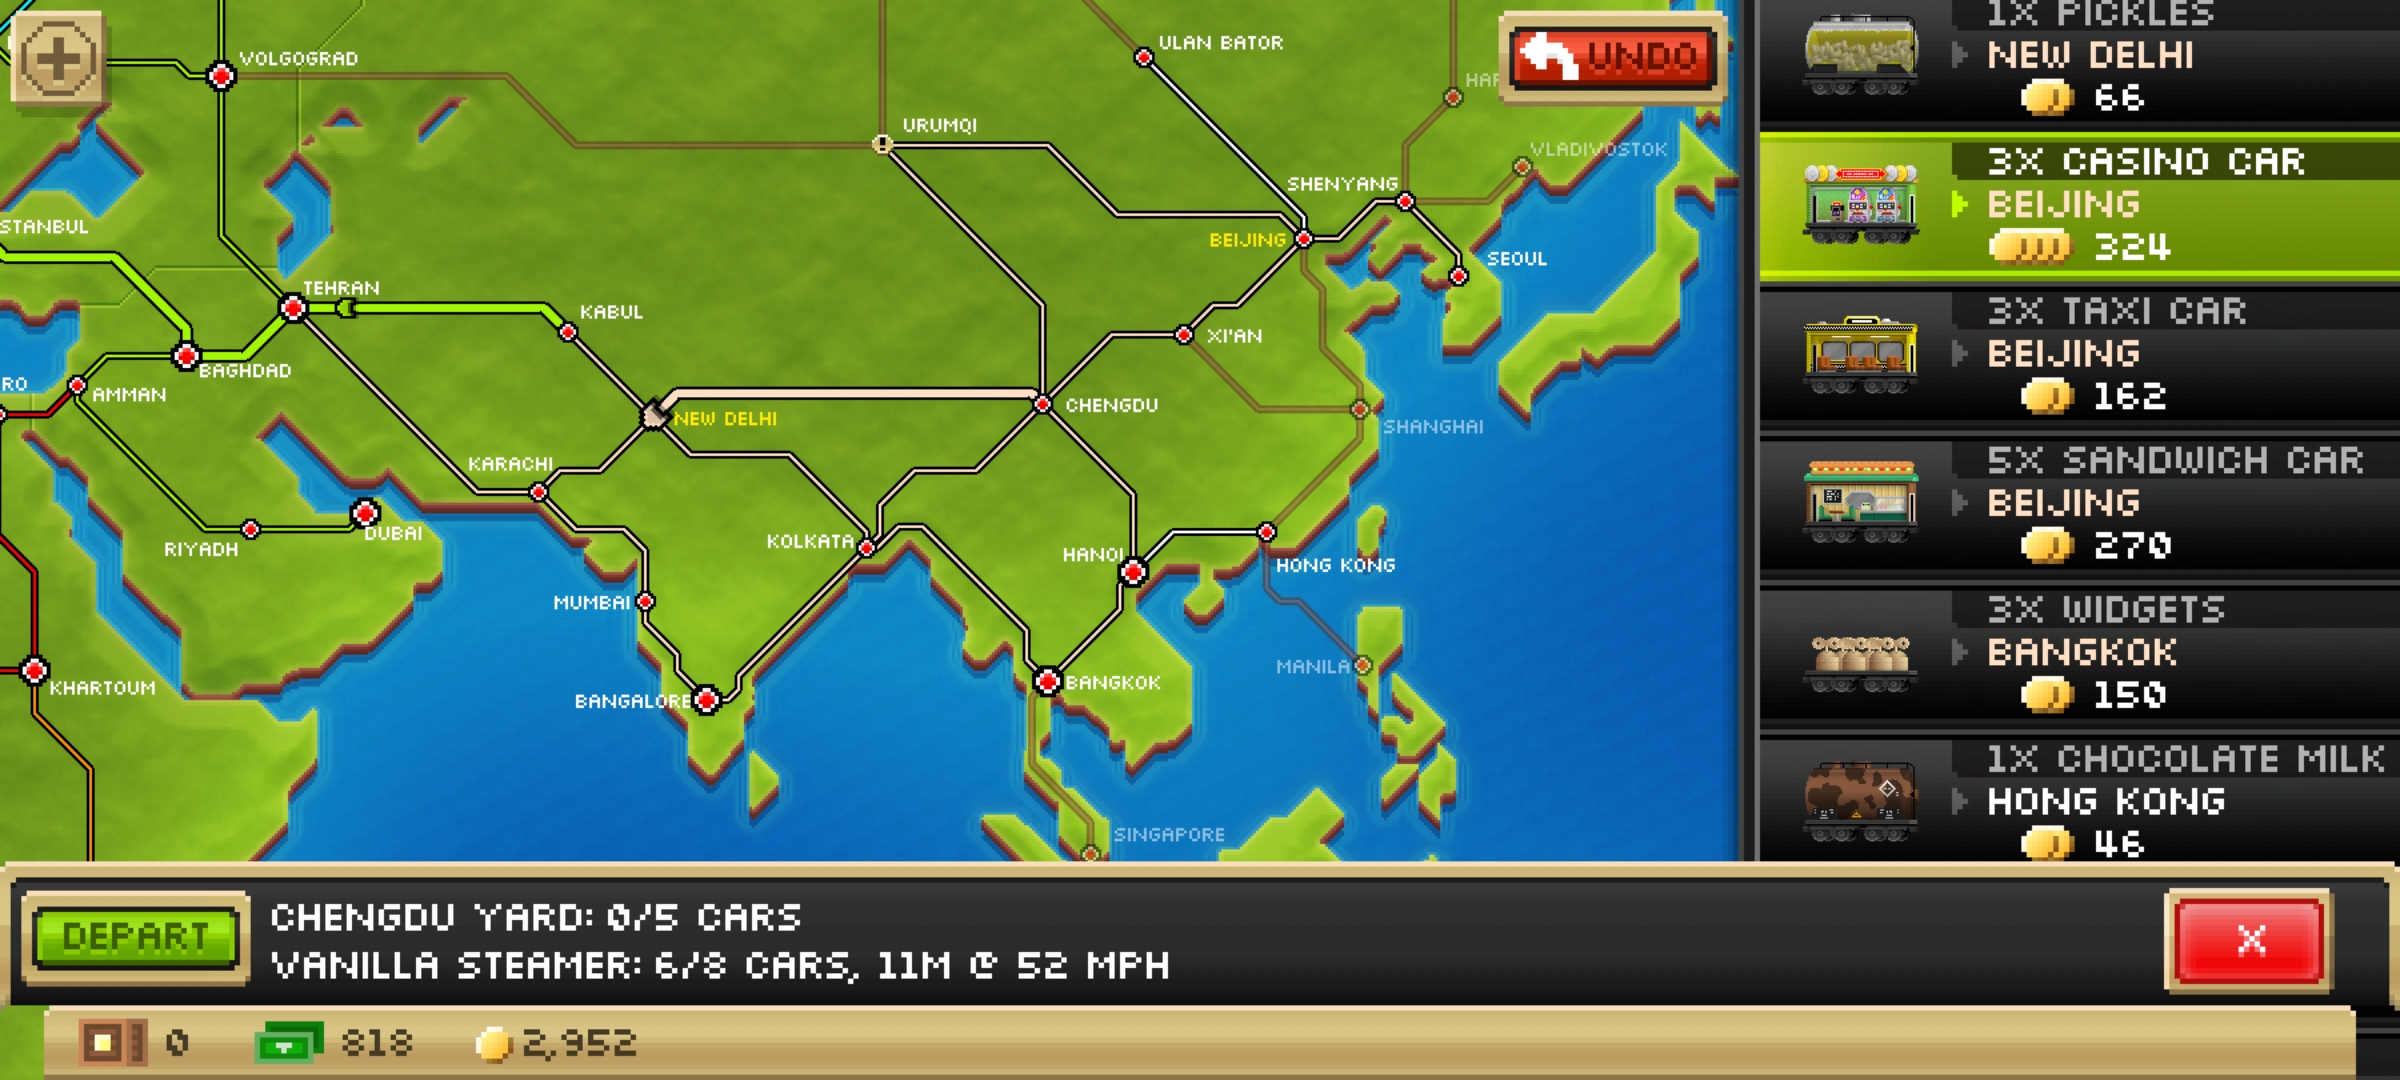 VOLGOGRAD
ULAN BATOR
UNDO
HAR
URUMQI
VLADIVOSTOK
SHENYANG
STANBUL
BEIJING
SEOUL
TEHRAN
KABUL
XI'AN
BAGHDAD
RO
AMMAN
NEW DELHI
CHENGDU
SHANGHAI
KARACHI
DUBAI
RIYADH
KOLKATA
HANOI
HONG KONG
MUMBAI
MANILA
KHARTOUM
BANGALORE
BANGKOK
SINGAPORE
1X PICKLES
NEW DELHI
66
3X CASINO CAR
BEIJING
324
3X TAXI CAR
BEIJING
162
5X SANDWICH CAR
BEIJING
270
3X WIDGETS
BANGKOK
150
1X CHOCOLATE MILK
HONG KONG
46
DEPART
CHENGDU YARD: 0/5 CARS
VANILLA STEAMER: 6/8 CARS, 11M @ 52 MPH
X
0
818
2,952